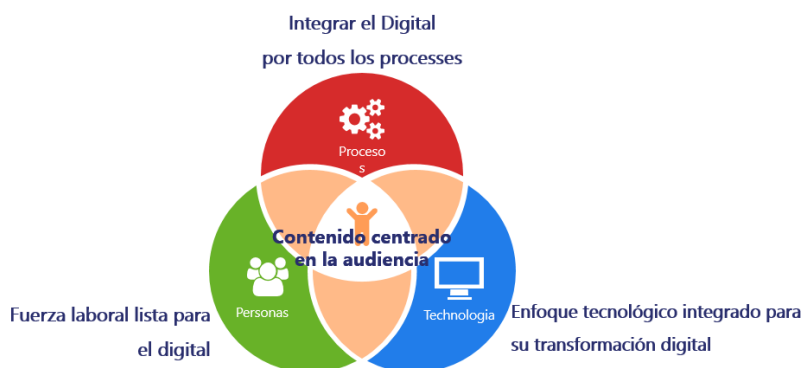 Integrar el Digital
por todos los processes
Proceso
s
Contenido centrado
en la audiencia
Personas
Technologia
Fuerza laboral lista para
el digital
Enfoque tecnológico integrado para
su transformación digital